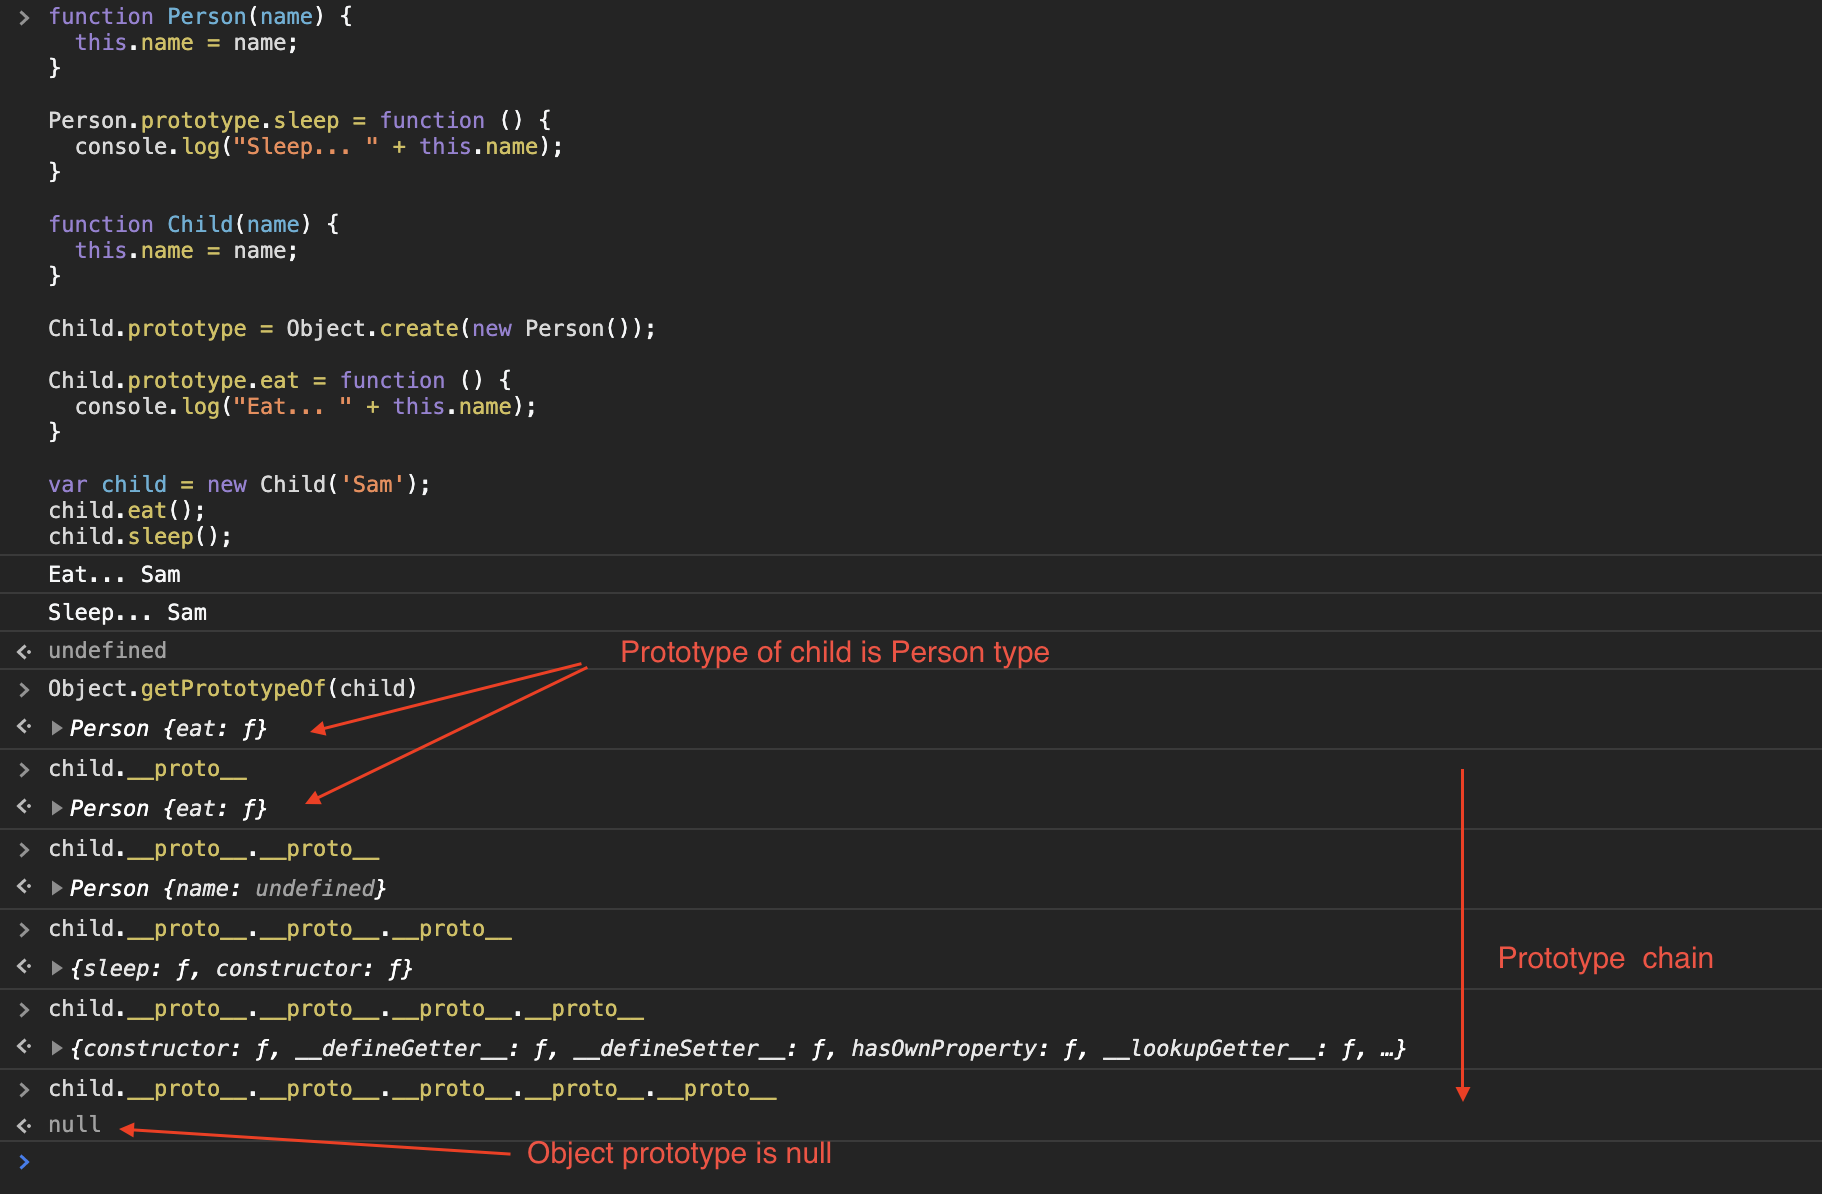 > function Person(name) {
  this.name = name;
}
Person.prototype.sleep = function () {
  console.log("Sleep... " + this.name);
}
function Child(name) {
  this.name = name;
}
Child.prototype = Object.create(new Person());
Child.prototype.eat = function () {
  console.log("Eat... " + this.name);
}
var child = new Child('Sam');
child.eat();
child.sleep();
Eat... Sam
Sleep... Sam
undefined
Prototype of child is Person type
> Object.getPrototypeOf(child)
Person {eat: ƒ}
> child.__proto__
Person {eat: ƒ}
> child.__proto__.__proto__
Person {name: undefined}
> child.__proto__.__proto__.__proto__
{sleep: ƒ, constructor: ƒ}
Prototype  chain
> child.__proto__.__proto__.__proto__.__proto__
{constructor: ƒ, __defineGetter__: ƒ, __defineSetter__: ƒ, hasOwnProperty: ƒ, __lookupGetter__: ƒ, …}
> child.__proto__.__proto__.__proto__.__proto__.__proto__
null
Object prototype is null
>